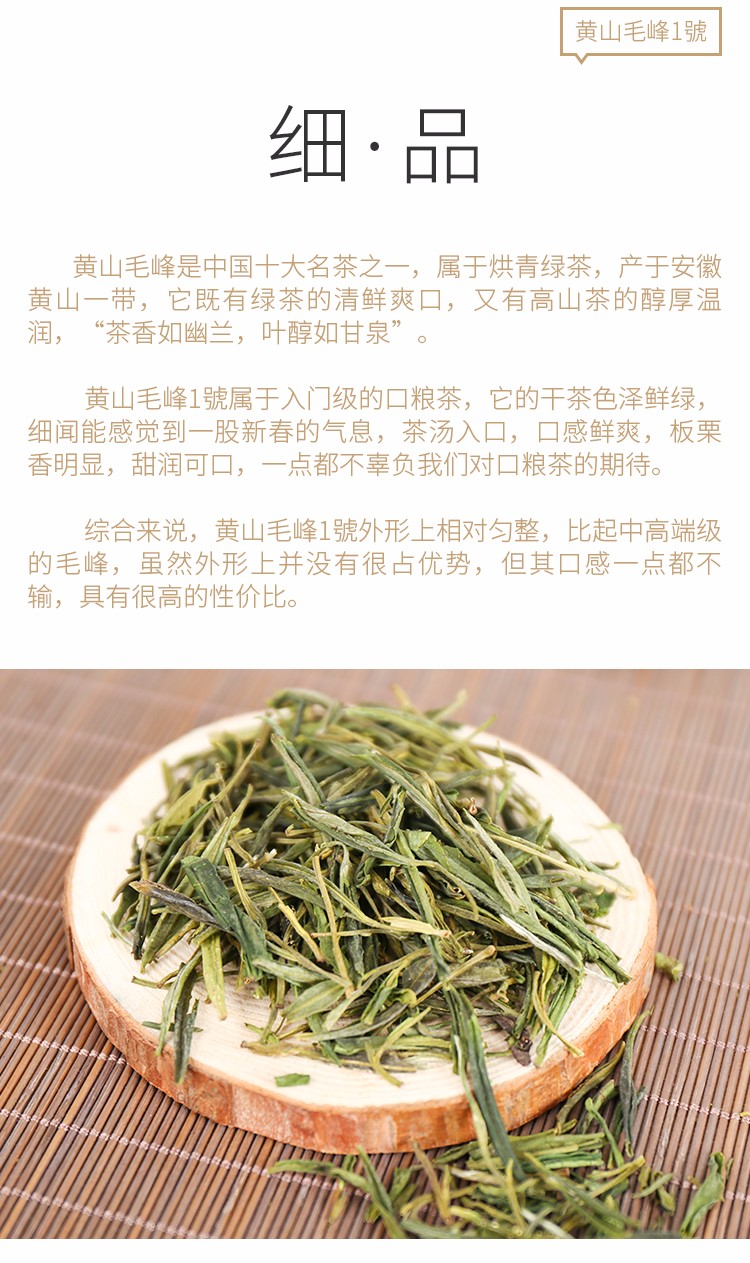 黄山毛峰1號
细·品
黄山毛峰是中国十大名茶之一，属于烘青绿茶，产于安徽
黄山一带，它既有绿茶的清鲜爽口，又有高山茶的醇厚温
润，“茶香如幽兰，叶醇如甘泉”。
黄山毛峰1號属于入门级的口粮茶，它的干茶色泽鲜绿，
细闻能感觉到一股新春的气息，茶汤入口，口感鲜爽，板栗
香明显，甜润可口，一点都不辜负我们对口粮茶的期待。
综合来说，黄山毛峰1號外形上相对匀整，比起中高端级
的毛峰，虽然外形上并没有很占优势，但其口感一点都不
输，具有很高的性价比。